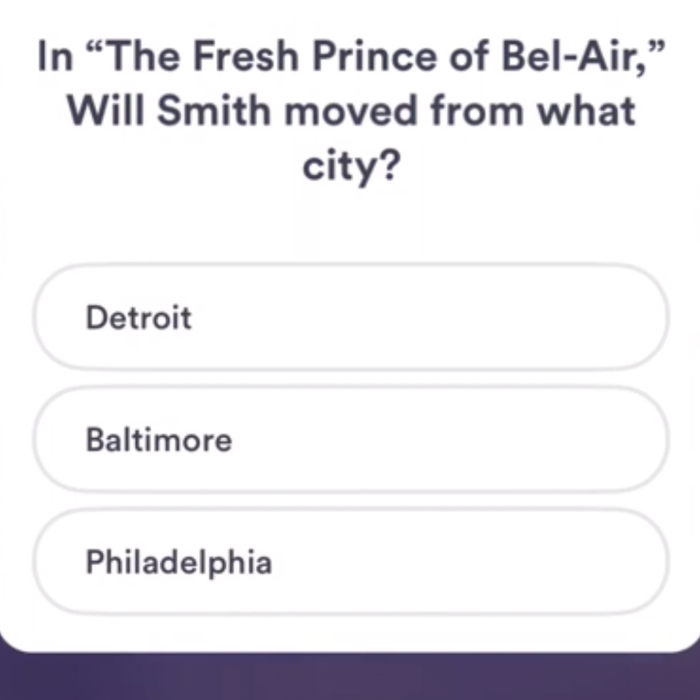 In “The Fresh Prince of Bel-Air,”
Will Smith moved from what
city?
Detroit
Baltimore
Philadelphia